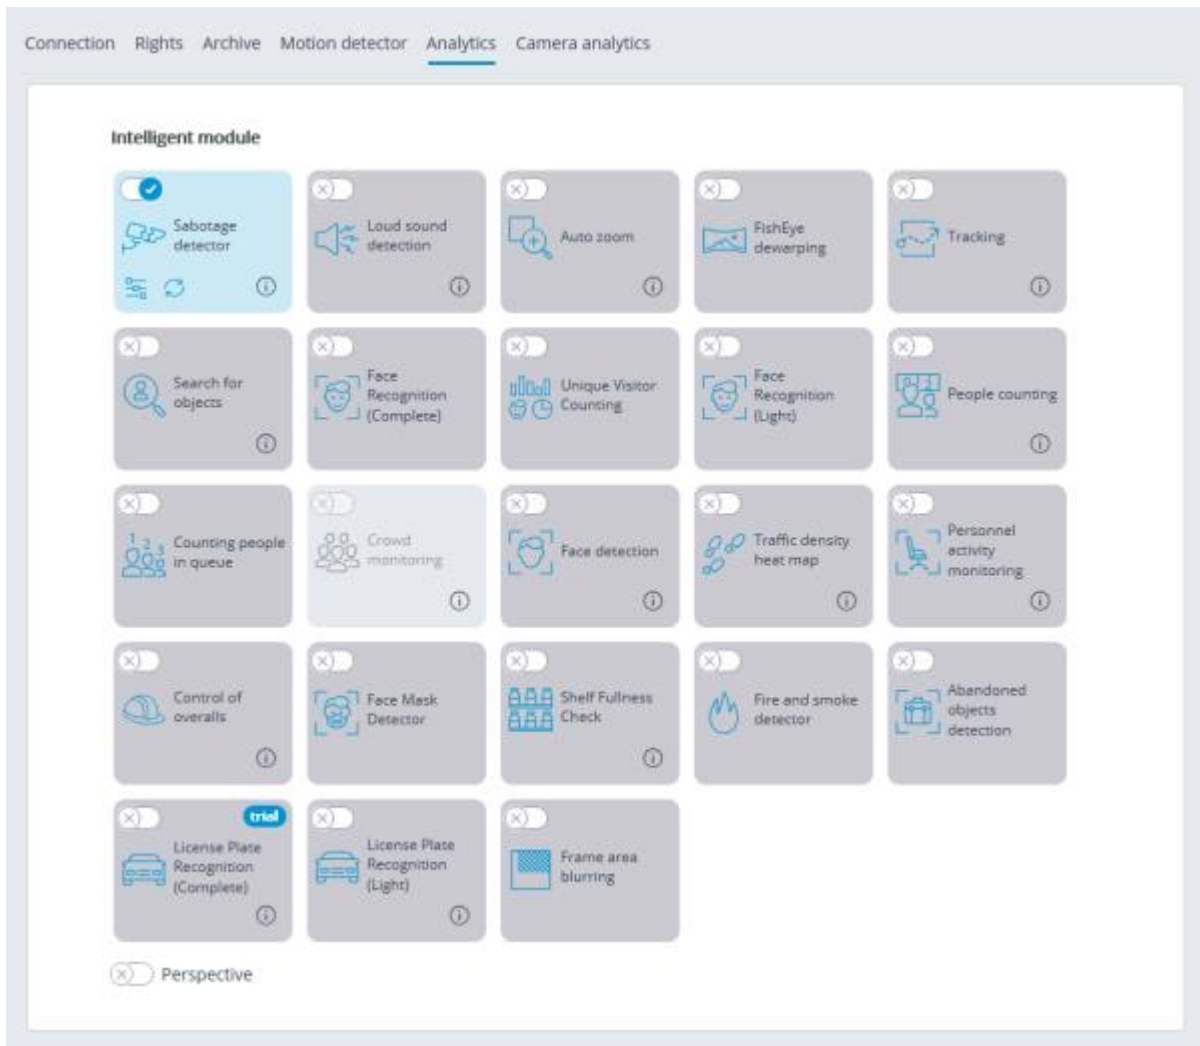 Connection Rights Archive Motion detector Analytics Camera analytics
Intelligent module
Sabotage
detector
Loud sound
detection
Auto zoom
FishEye
dewarping
Tracking
Search for
objects
Face
Recognition
(Complete)
Unique Visitor
Counting
Face
Recognition
(Light)
People counting
Counting people
in queue
Crowd
monitoring
Face detection
Traffic density
heat map
Personnel
activity
monitoring
Control of
overalls
Face Mask
Detector
Shelf Fullness
Check
Fire and smoke
detector
Abandoned
objects
detection
trial
License Plate
Recognition
(Complete)
License Plate
Recognition
(Light)
Frame area
blurring
Perspective